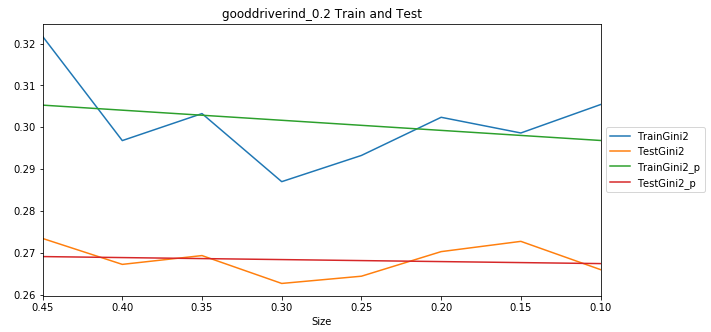 gooddriverind_0.2 Train and Test
0.32
0.31
0.30
0.29
0.28
0.27
0.26
0.45 0.40 0.35 0.30 0.25 0.20 0.15 0.10
Size
TrainGini2
TestGini2
TrainGini2_p
TestGini2_p